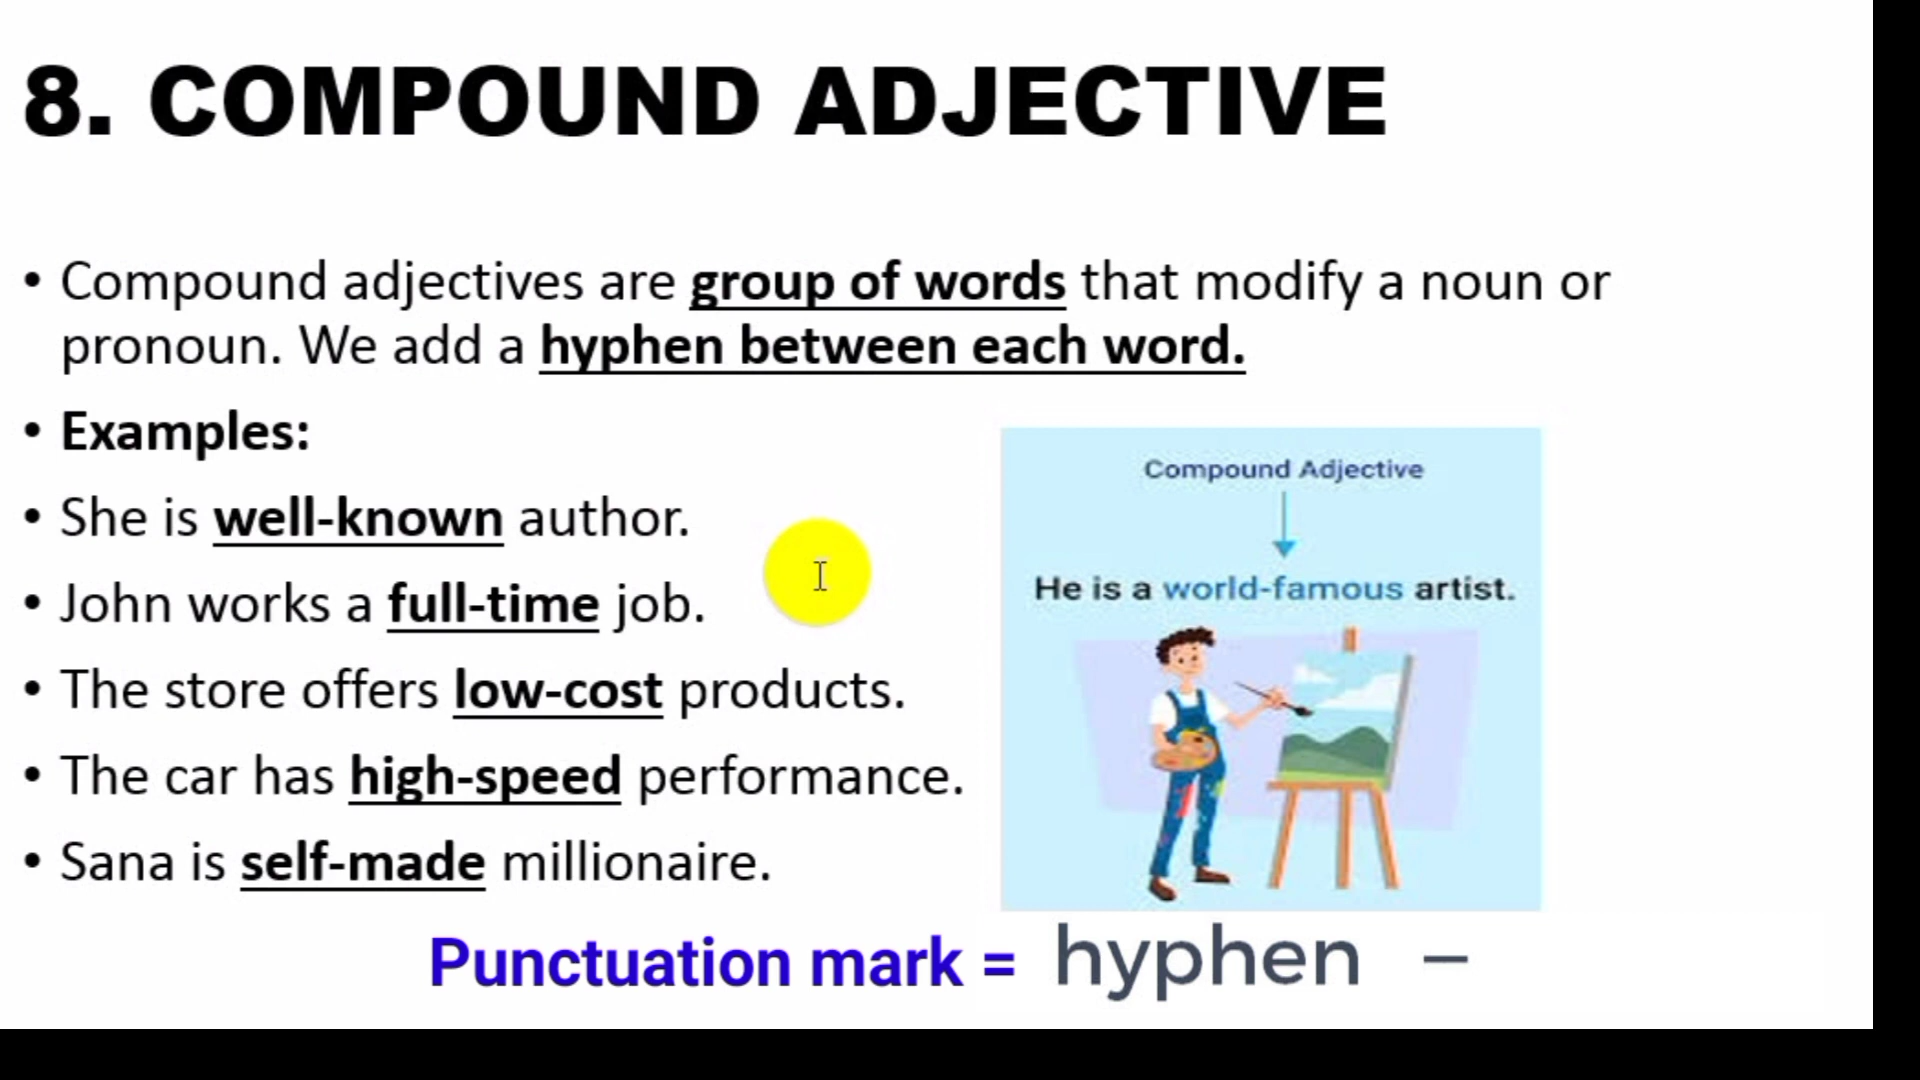 8. COMPOUND ADJECTIVE
• Compound adjectives are group of words that modify a noun or
pronoun. We add a hyphen between each word.
• Examples:
• She is well-known author.
• John works a full-time job.
• The store offers low-cost products.
• The car has high-speed performance.
• Sana is self-made millionaire.
Compound Adjective
He is a world-famous artist.
Punctuation mark = hyphen –